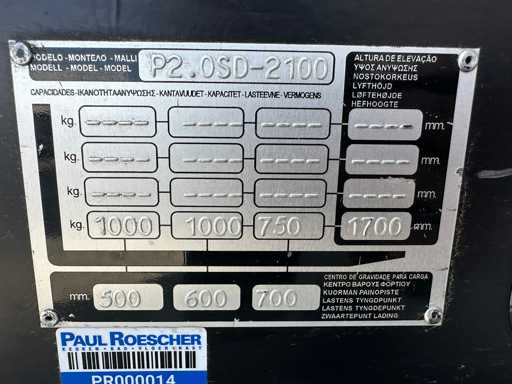 MODELO - ΜΟΝΤΕΛΟ - MALLI
MODELL - MODEL - MODEL
P2.0SD-2100
ALTURA DE ELEVAÇÃO
ΥΨΟΣ ΑΝΥΨΩΣΗΣ
NOSTOKORKEUS
LYFTHÖJD
LØFTEHØJDE
HEFHOOGTE
CAPACIDADES - ΙΚΑΝΟΤΗΤΑ ΑΝΥΨΩΣΗΣ - KANTAVUUDET - KAPACITET - LASTEEVNE - VERMOGENS
kg. ---- ---- ---- ---- mm.
kg. ---- ---- ---- ---- mm.
kg. ---- ---- ---- ---- mm.
kg. 1000 1000 750 1700 mm.
mm. 500 600 700
CENTRO DE GRAVIDADE PARA CARGA
ΚΕΝΤΡΟ ΒΑΡΟΥΣ ΦΟΡΤΙΟΥ
KUORMAN PAINOPISTE
LASTENS TYNGDPUNKT
LASTENS TYNGDEPUNKT
ZWAARTEPUNT LADING
PAUL ROESCHER
PR000014